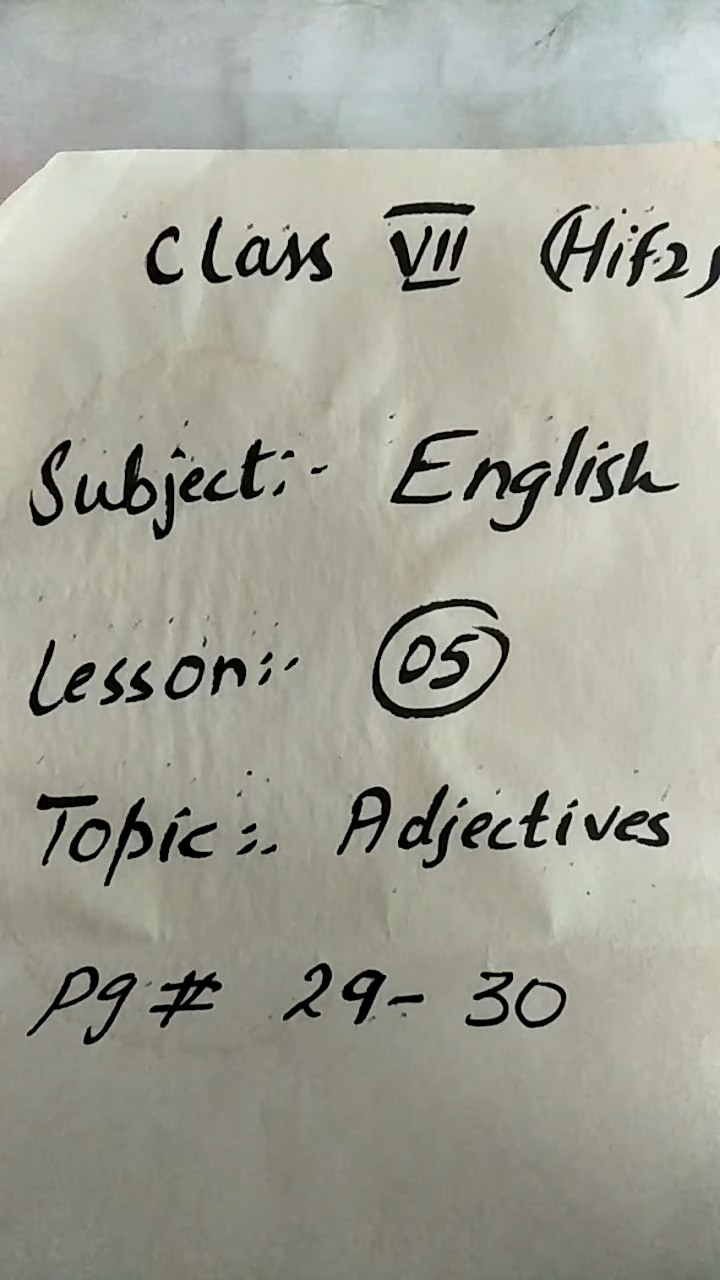 Class VII (Hifz)
Subject:- English
Lesson:- 05
Topic:- Adjectives
Pg # 29- 30